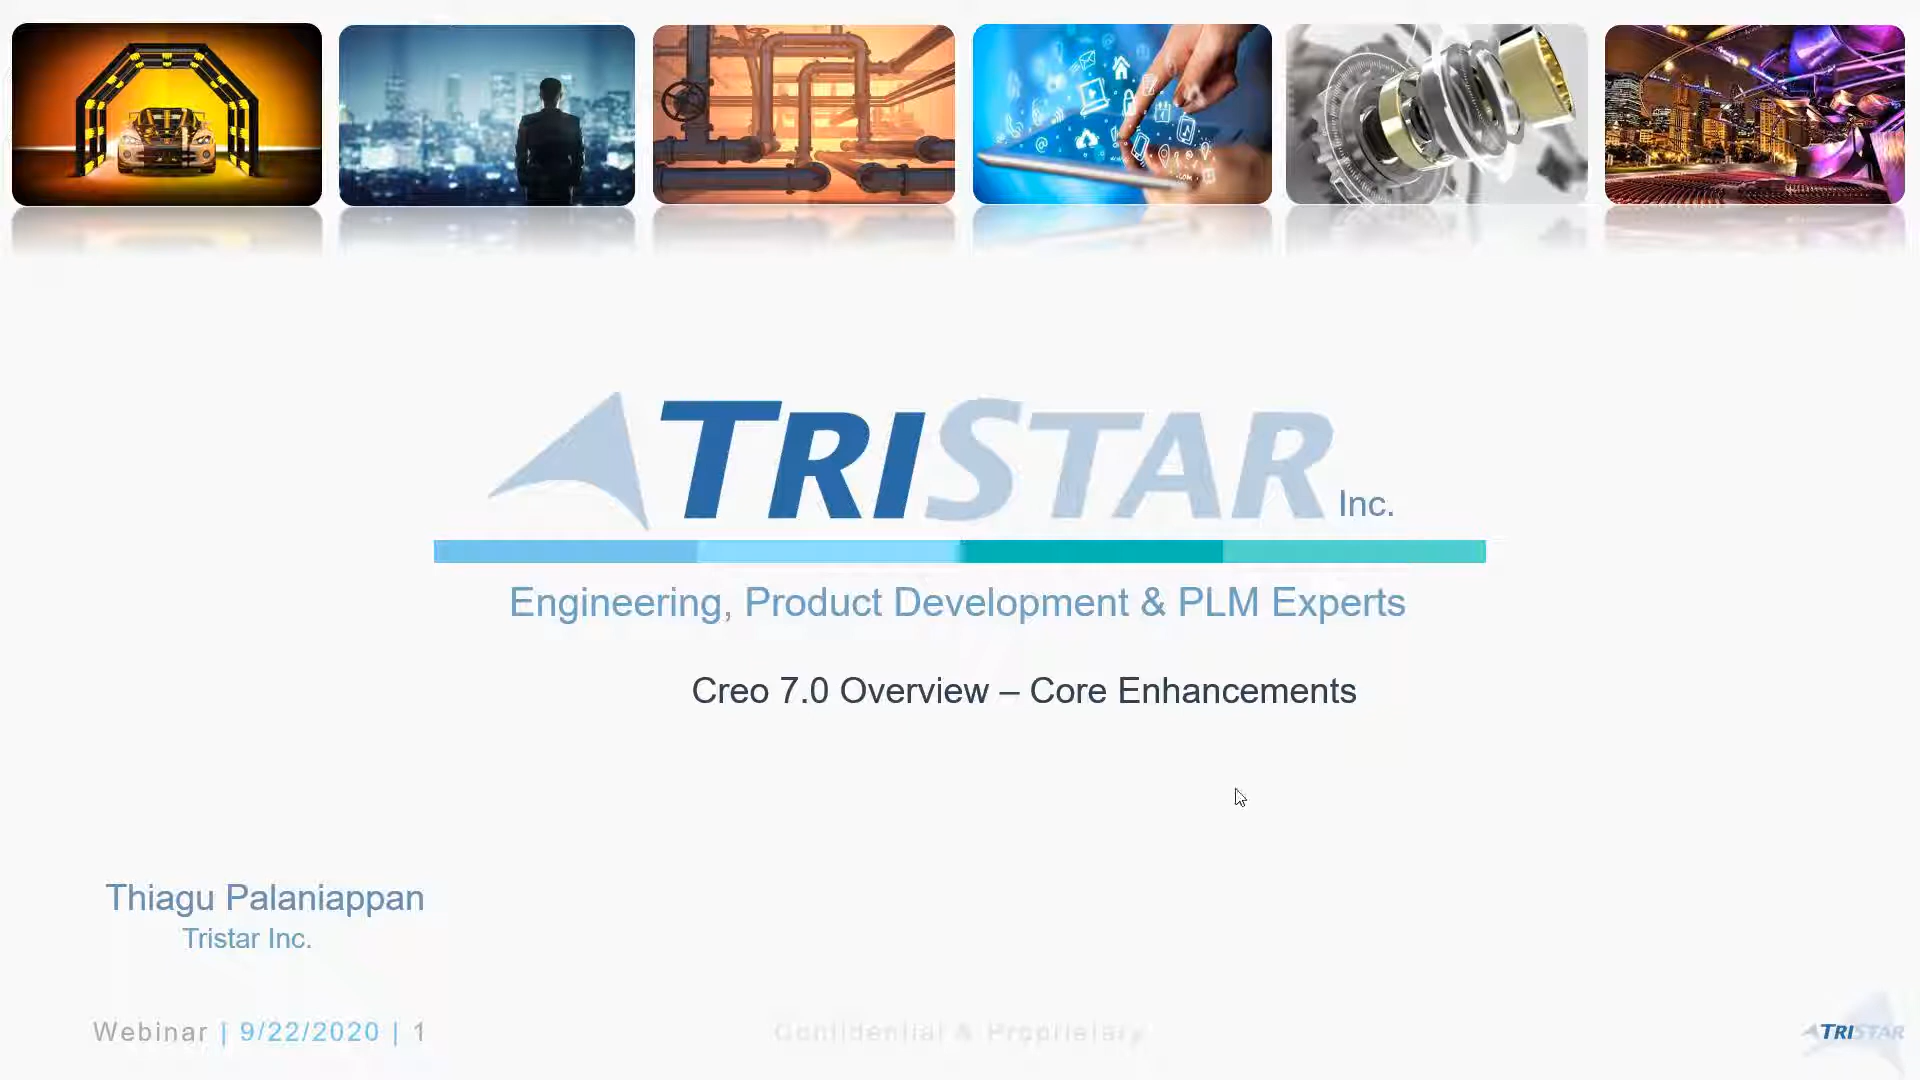 TRISTAR Inc.
Engineering, Product Development & PLM Experts
Creo 7.0 Overview – Core Enhancements
Thiagu Palaniappan
Tristar Inc.
Webinar | 9/22/2020 | 1
Confidential & Proprietary
TRISTAR